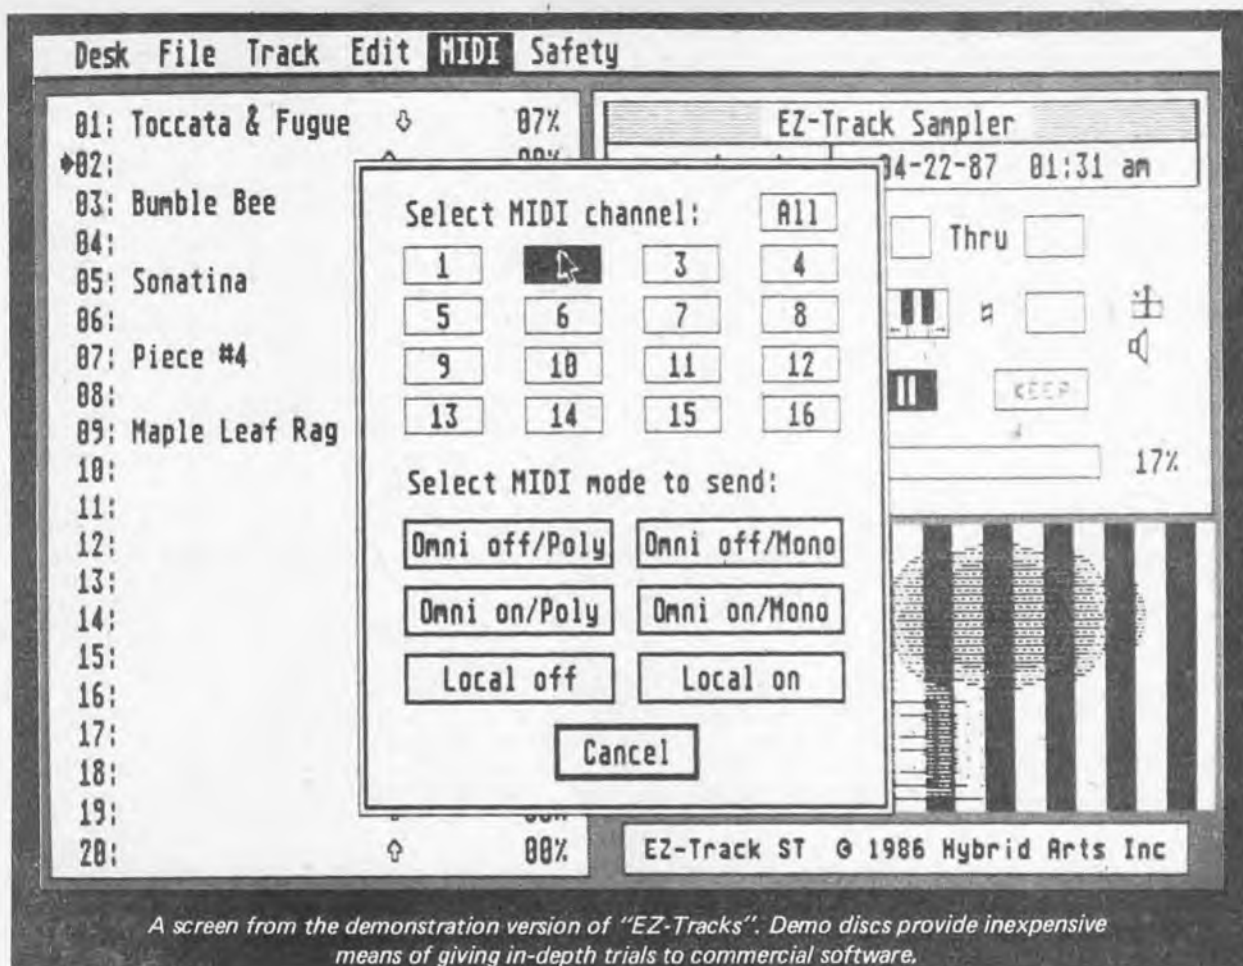 Desk File Track Edit MIDI Safety
01: Toccata & Fugue 07%
02:
03: Bumble Bee
04:
05: Sonatina
06:
07: Piece #4
08:
09: Maple Leaf Rag
10:
11:
12:
13:
14:
15:
16:
17:
18:
19:
20: 00%
Select MIDI channel: All
1 3 4
5 6 7 8
9 10 11 12
13 14 15 16
Select MIDI mode to send:
Omni off/Poly Omni off/Mono
Omni on/Poly Omni on/Mono
Local off Local on
Cancel
EZ-Track Sampler
04-22-87 01:31 am
Thru
KEEP
17%
EZ-Track ST © 1986 Hybrid Arts Inc
A screen from the demonstration version of "EZ-Tracks". Demo discs provide inexpensive
means of giving in-depth trials to commercial software.